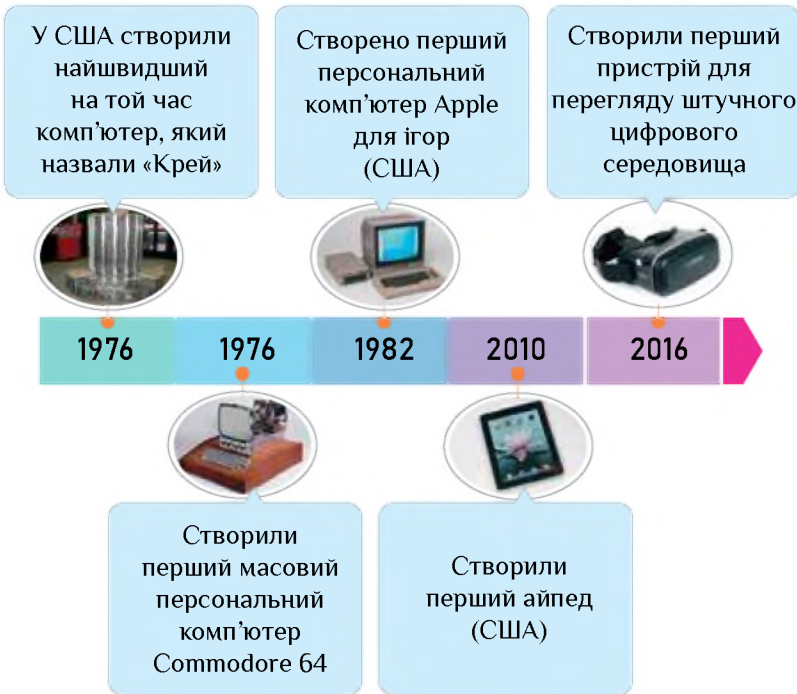 У США створили
найшвидший
на той час
комп’ютер, який
назвали «Крей»
Створено перший
персональний
комп’ютер Apple
для ігор
(США)
Створили перший
пристрій для
перегляду штучного
цифрового
середовища
1976
1976
1982
2010
2016
Створили
перший масовий
персональний
комп’ютер
Commodore 64
Створили
перший айпед
(США)